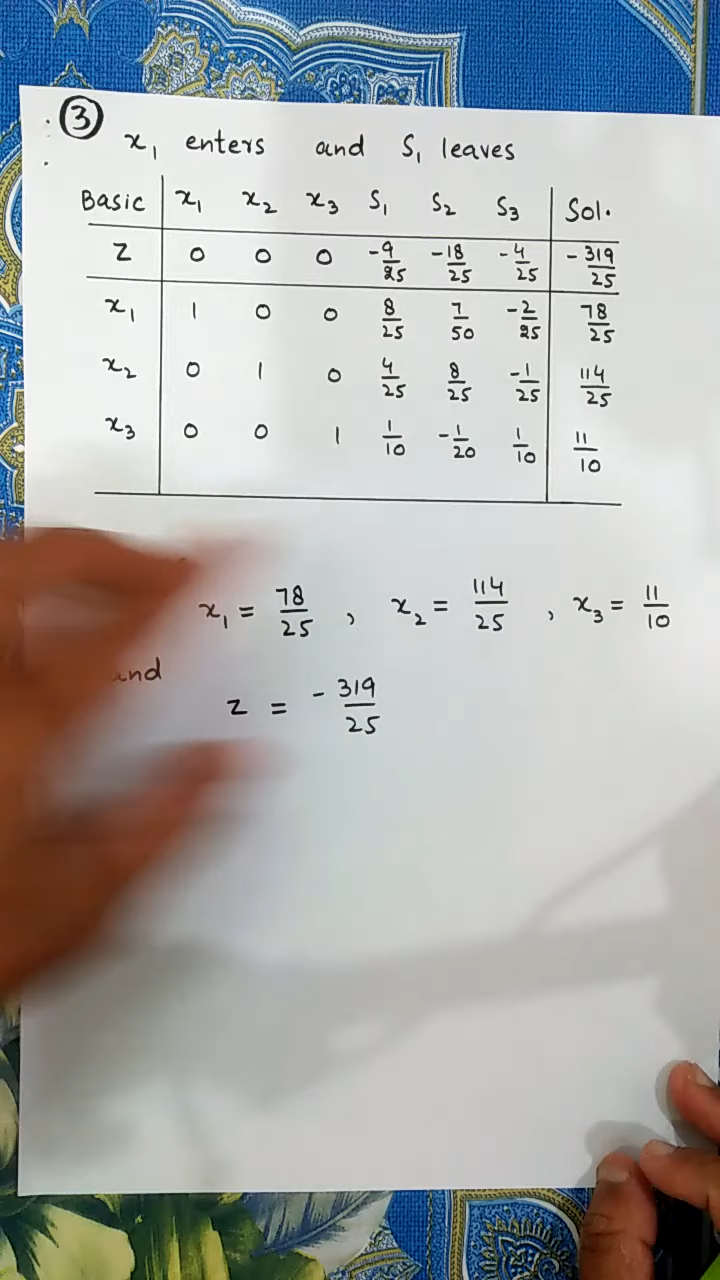 ③ x₁ enters and S₁ leaves
Basic x₁ x₂ x₃ S₁ S₂ S₃ Sol.
Z 0 0 0 -9/25 -18/25 -4/25 -319/25
x₁ 1 0 0 8/25 7/50 -2/25 78/25
x₂ 0 1 0 4/25 8/25 -1/25 114/25
x₃ 0 0 1 1/10 -1/20 1/10 11/10
x₁ = 78/25 , x₂ = 114/25 , x₃ = 11/10
and
Z = -319/25